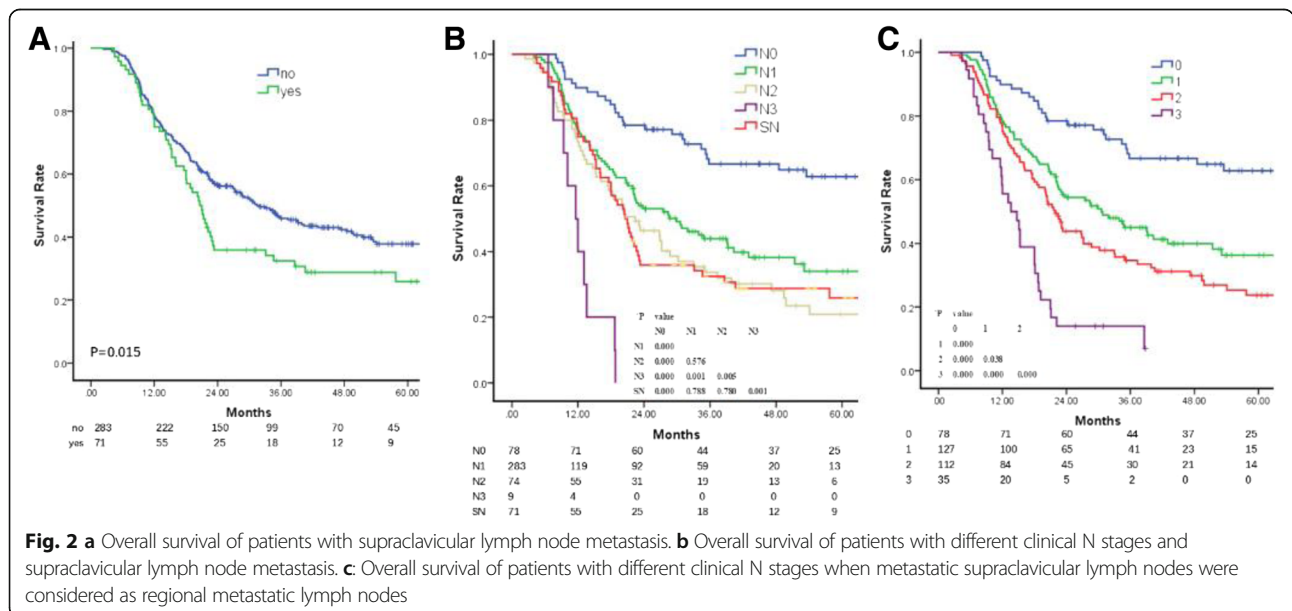 A
no
yes
1.0
0.8
0.6
0.4
0.2
0.0
Survival Rate
P=0.015
.00 12.00 24.00 36.00 48.00 60.00
Months
no 283 222 150 99 70 45
yes 71 55 25 18 12 9
B
N0
N1
N2
N3
SN
1.0
0.8
0.6
0.4
0.2
0.0
Survival Rate
P value
N0 N1 N2 N3
N1 0.000
N2 0.000 0.576
N3 0.000 0.001 0.005
SN 0.000 0.788 0.780 0.001
.00 12.00 24.00 36.00 48.00 60.00
Months
N0 78 71 60 44 37 25
N1 283 119 92 59 20 13
N2 74 55 31 19 13 6
N3 9 4 0 0 0 0
SN 71 55 25 18 12 9
C
0
1
2
3
1.0
0.8
0.6
0.4
0.2
0.0
Survival Rate
P value
0 1 2
1 0.000
2 0.000 0.038
3 0.000 0.000 0.000
.00 12.00 24.00 36.00 48.00 60.00
Months
0 78 71 60 44 37 25
1 127 100 65 41 23 15
2 112 84 45 30 21 14
3 35 20 5 2 0 0
Fig. 2 a Overall survival of patients with supraclavicular lymph node metastasis. b Overall survival of patients with different clinical N stages and
supraclavicular lymph node metastasis. c: Overall survival of patients with different clinical N stages when metastatic supraclavicular lymph nodes were
considered as regional metastatic lymph nodes